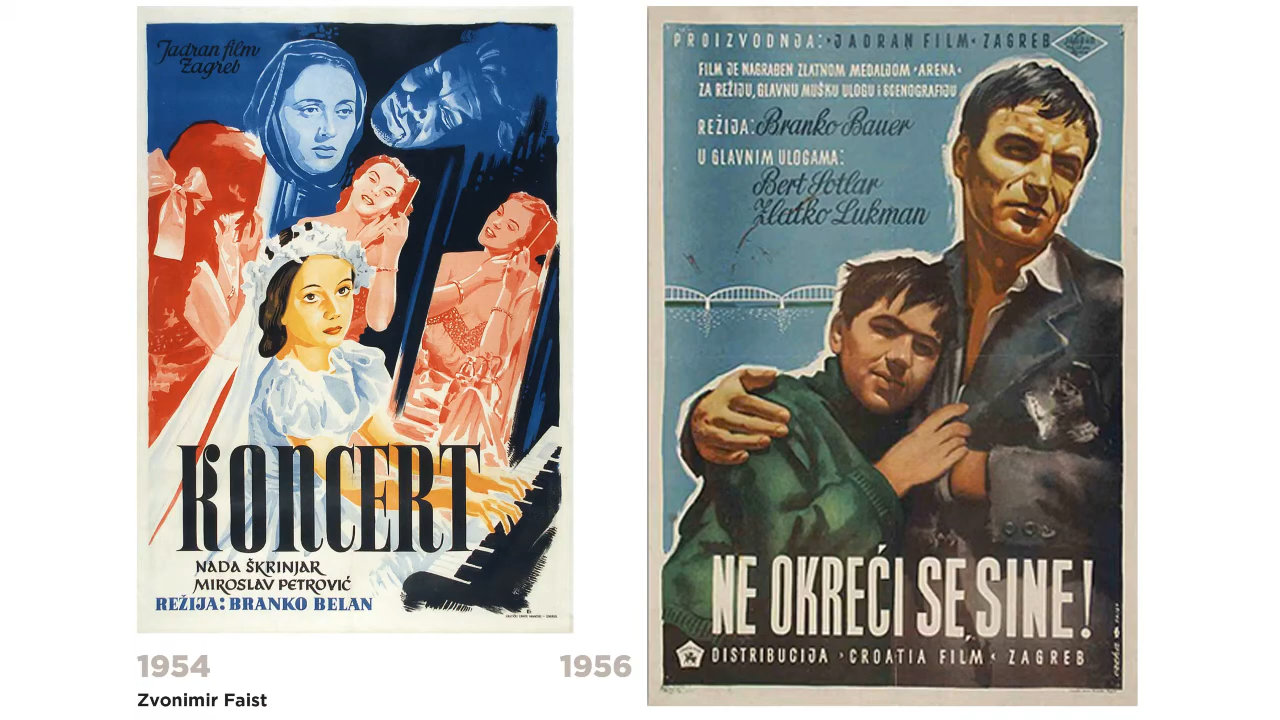 Jadran film
Zagreb
KONCERT
NADA ŠKRINJAR
MIROSLAV PETROVIĆ
REŽIJA: BRANKO BELAN
1954
Zvonimir Faist
1956
PROIZVODNJA: ·JADRAN FILM· ZAGREB
FILM JE NAGRAĐEN ZLATNOM MEDALJOM ·ARENA·
ZA REŽIJU, GLAVNU MUŠKU ULOGU i SCENOGRAFIJU
REŽIJA: Branko Bauer
U GLAVNIM ULOGAMA:
Bert Sotlar
Zlatko Lukman
NE OKREĆI SE, SINE!
DISTRIBUCIJA ›CROATIA FILM‹ ZAGREB